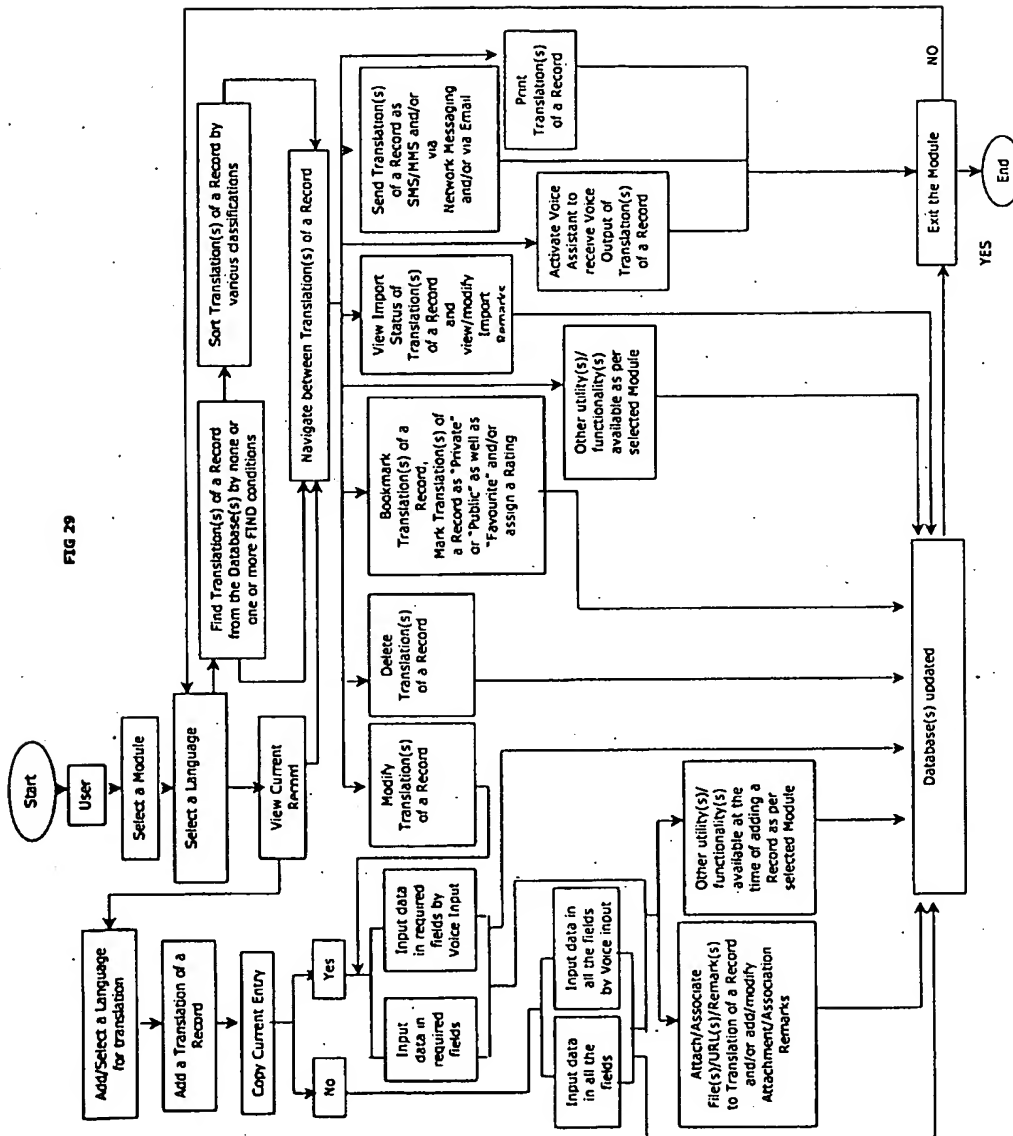 FIG 29
Start
User
Select a Module
Select a Language
View Current
Record
Find Translation(s) of a Record
from the Database(s) by none or
one or more FIND conditions
Sort Translation(s) of a Record by
various classifications
Navigate between Translation(s) of a Record
Add/Select a Language
for translation
Add a Translation of a
Record
Copy Current Entry
Yes
No
Input
data in
required
fields
Input data
in required
fields by
Voice Input
Input data
in all the
fields
Input data in
all the fields
by Voice input
Modify
Translation(s)
of a Record
Delete
Translation(s)
of a Record
Bookmark
Translation(s) of a
Record,
Mark Translation(s) of
a Record as "Private"
or "Public" as well as
"Favourite" and/or
assign a Rating
View Import
Status of
Translation(s)
of a Record
and
view/modify
Import
Remarks
Send Translation(s)
of a Record as
SMS/MMS and/or
via
Network Messaging
and/or via Email
Print
Translation(s)
of a Record
Activate Voice
Assistant to
receive Voice
Output of
Translation(s)
of a Record
Other utility(s)/
functionality(s)
available as per
selected Module
Attach/Associate
File(s)/URL(s)/Remark(s)
to Translation of a Record
and/or add/modify
Attachment/Association
Remarks
Other utility(s)/
functionality(s)
available at the
time of adding a
Record as per
selected Module
Database(s) updated
Exit the Module
NO
YES
End